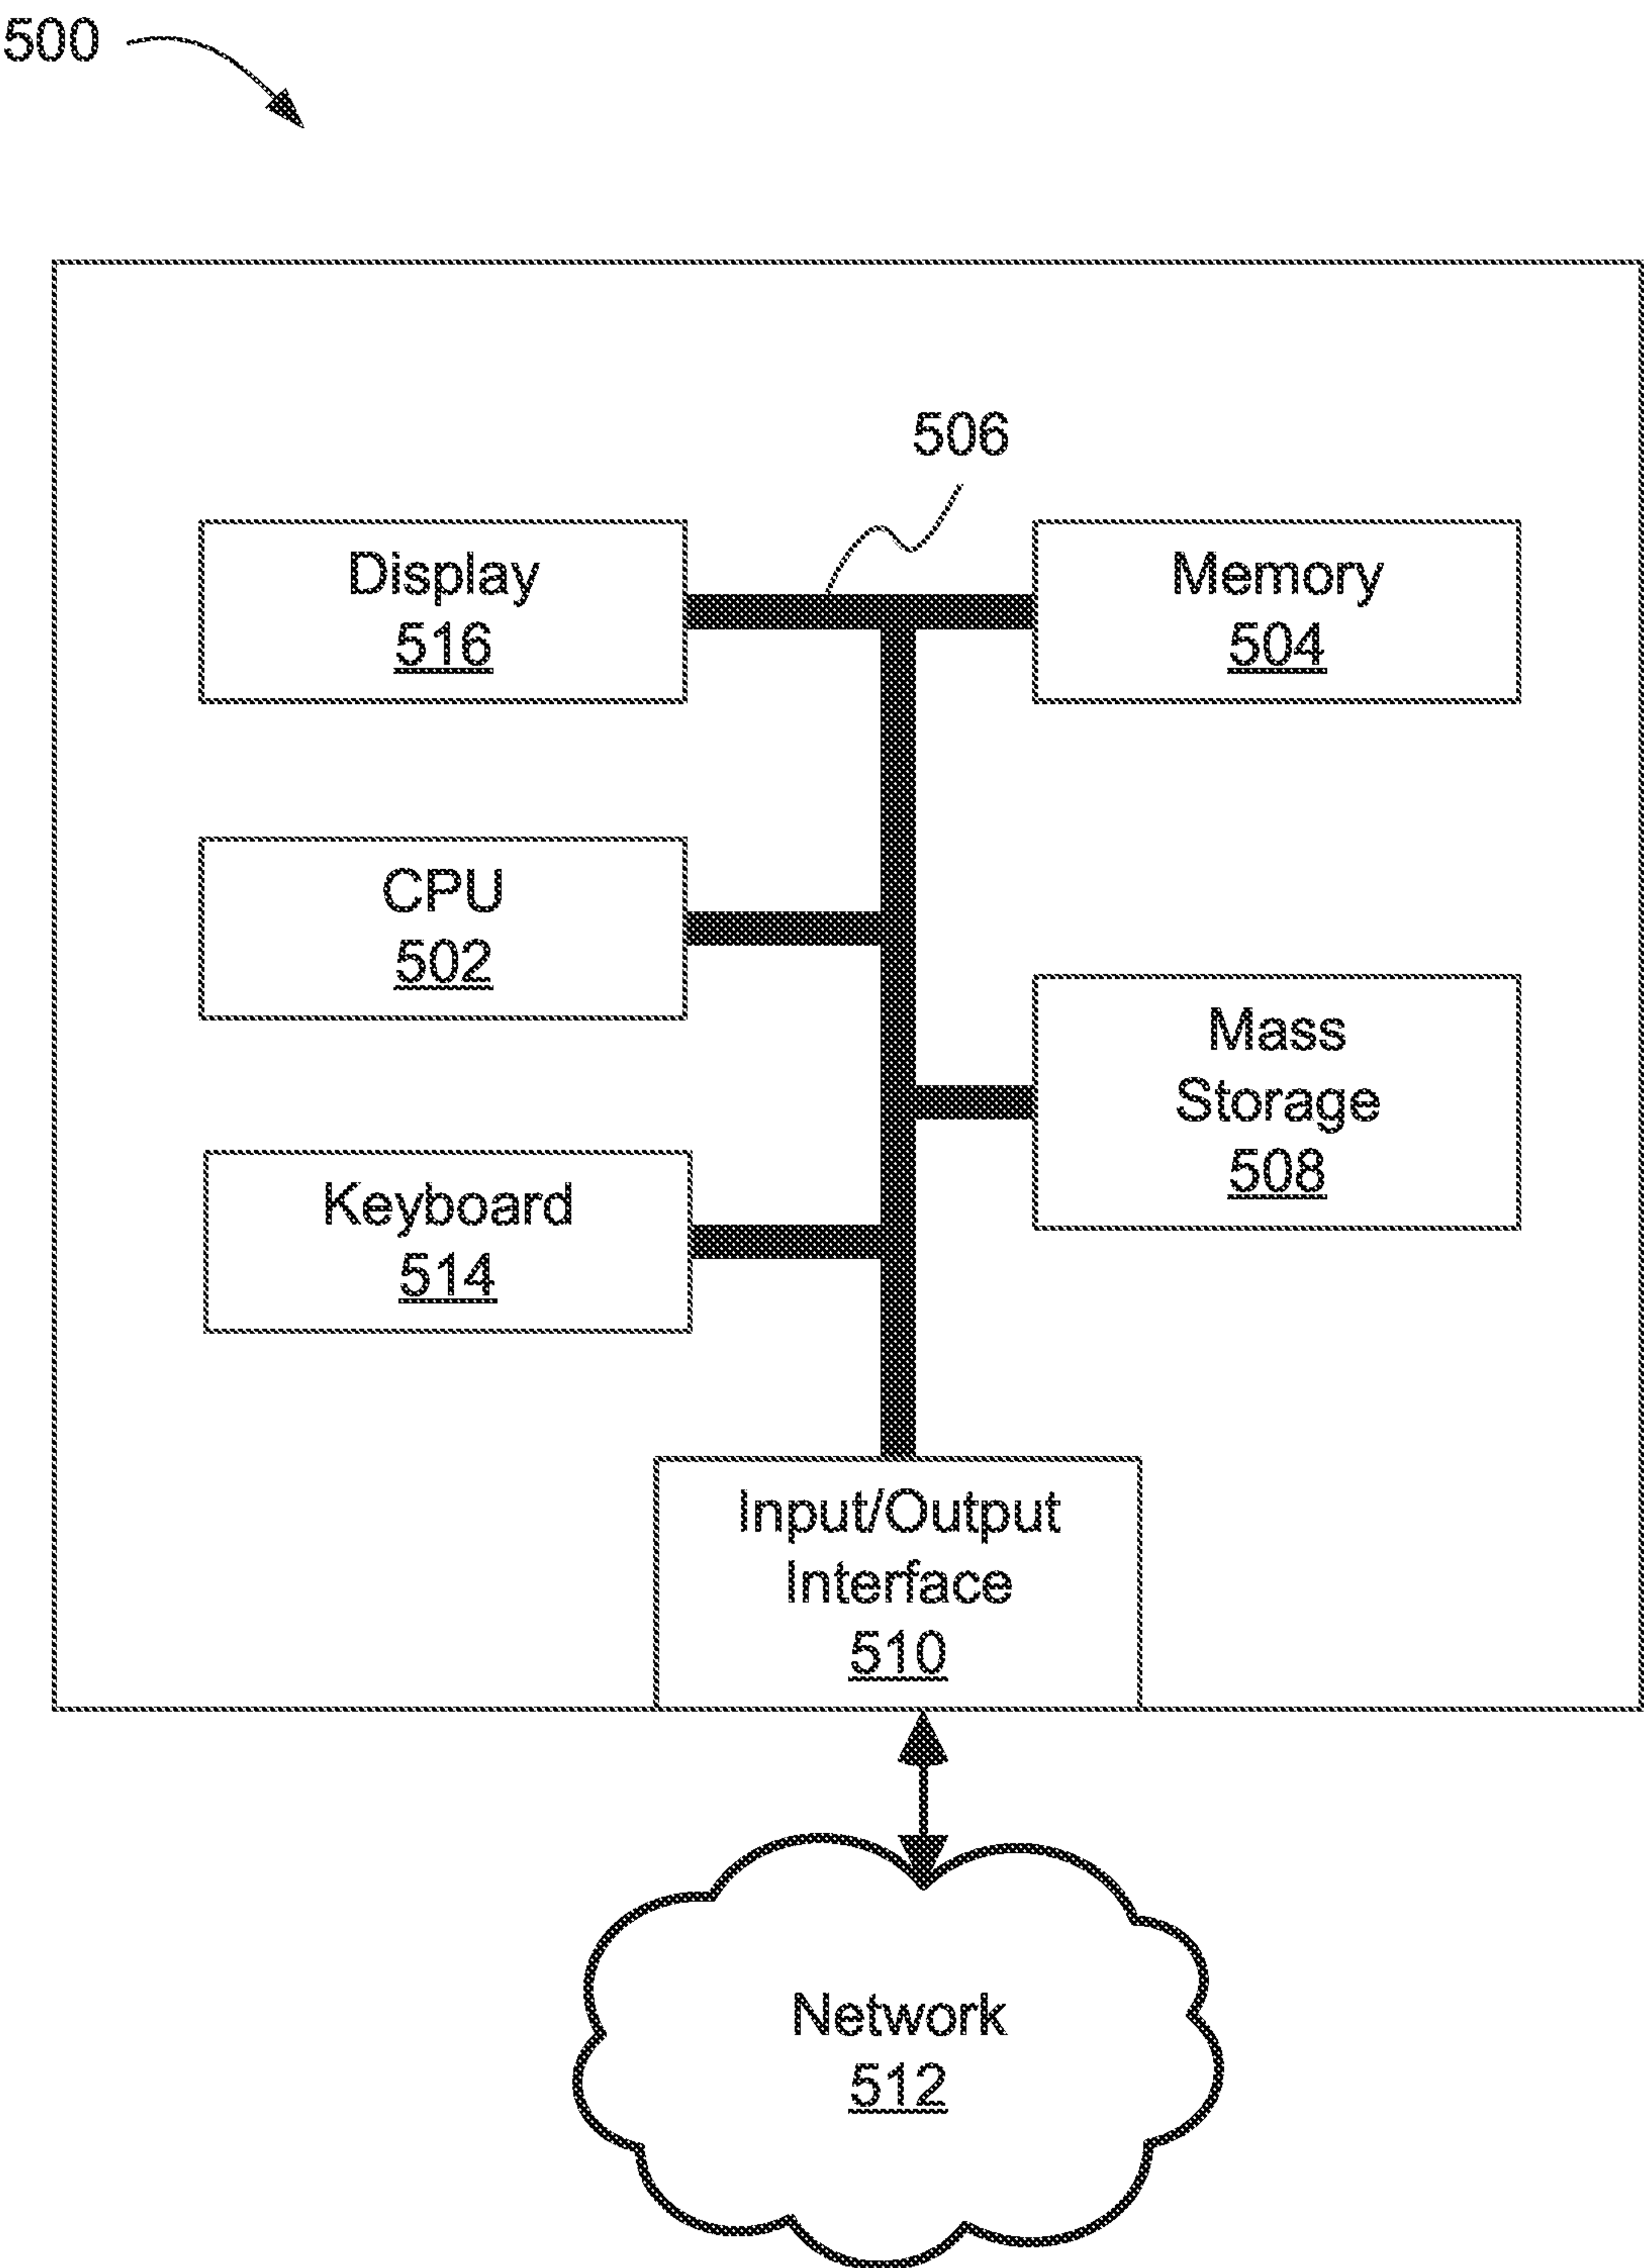 500
506
Display
516
Memory
504
CPU
502
Mass
Storage
508
Keyboard
514
Input/Output
Interface
510
Network
512